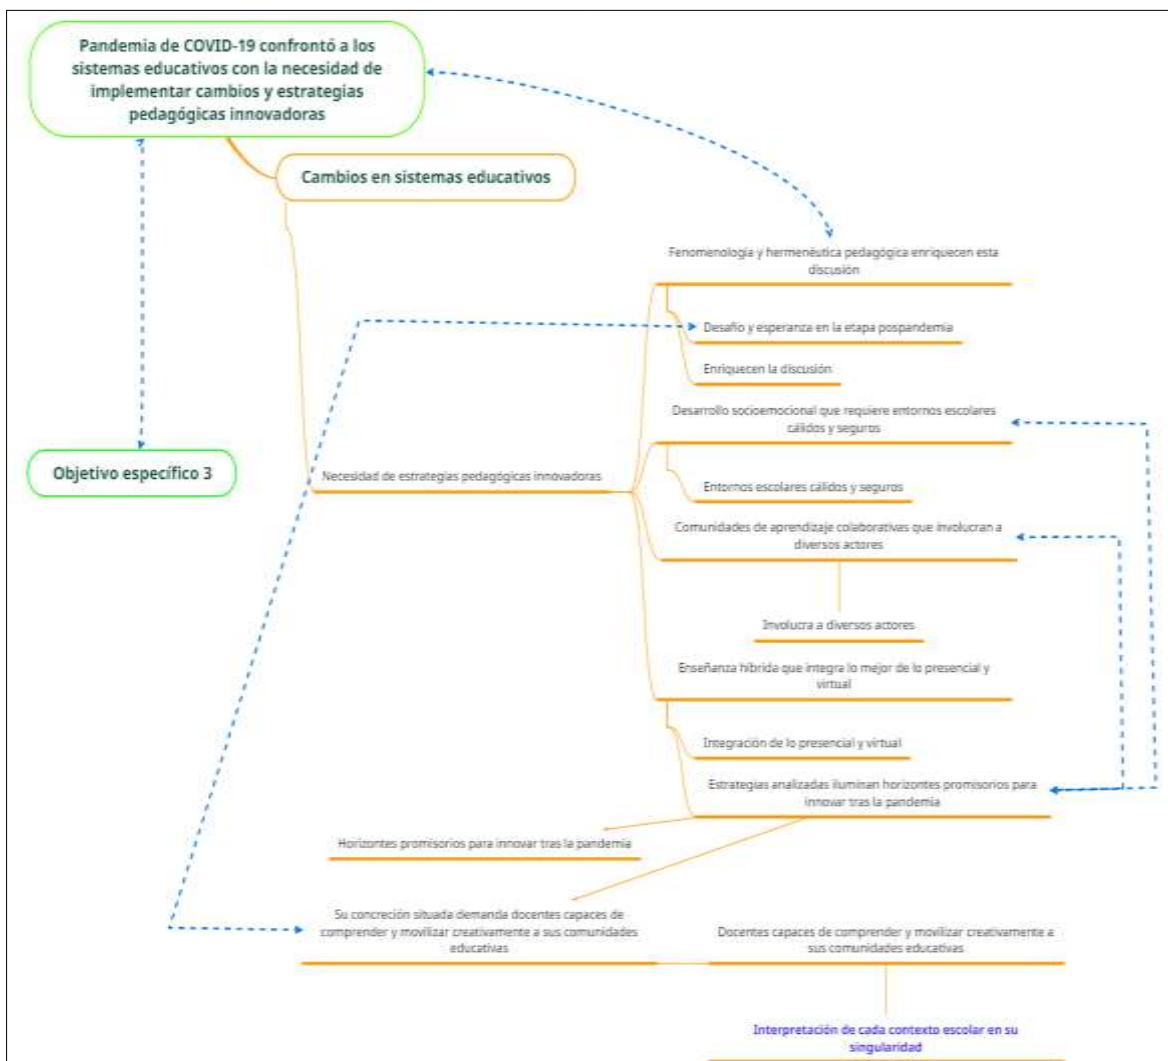 Pandemia de COVID-19 confrontó a los
sistemas educativos con la necesidad de
implementar cambios y estrategias
pedagógicas innovadoras
Cambios en sistemas educativos
Fenomenología y hermenéutica pedagógica enriquecen esta
discusión
Desafío y esperanza en la etapa pospandemia
Enriquecen la discusión
Desarrollo socioemocional que requiere entornos escolares
cálidos y seguros
Objetivo específico 3
Necesidad de estrategias pedagógicas innovadoras
Entornos escolares cálidos y seguros
Comunidades de aprendizaje colaborativas que involucran a
diversos actores
Involucra a diversos actores
Enseñanza híbrida que integra lo mejor de lo presencial y
virtual
Integración de lo presencial y virtual
Estrategias analizadas iluminan horizontes promisorios para
innovar tras la pandemia
Horizontes promisorios para innovar tras la pandemia
Su concreción situada demanda docentes capaces de
comprender y movilizar creativamente a sus comunidades
educativas
Docentes capaces de comprender y movilizar creativamente a
sus comunidades educativas
Interpretación de cada contexto escolar en su
singularidad